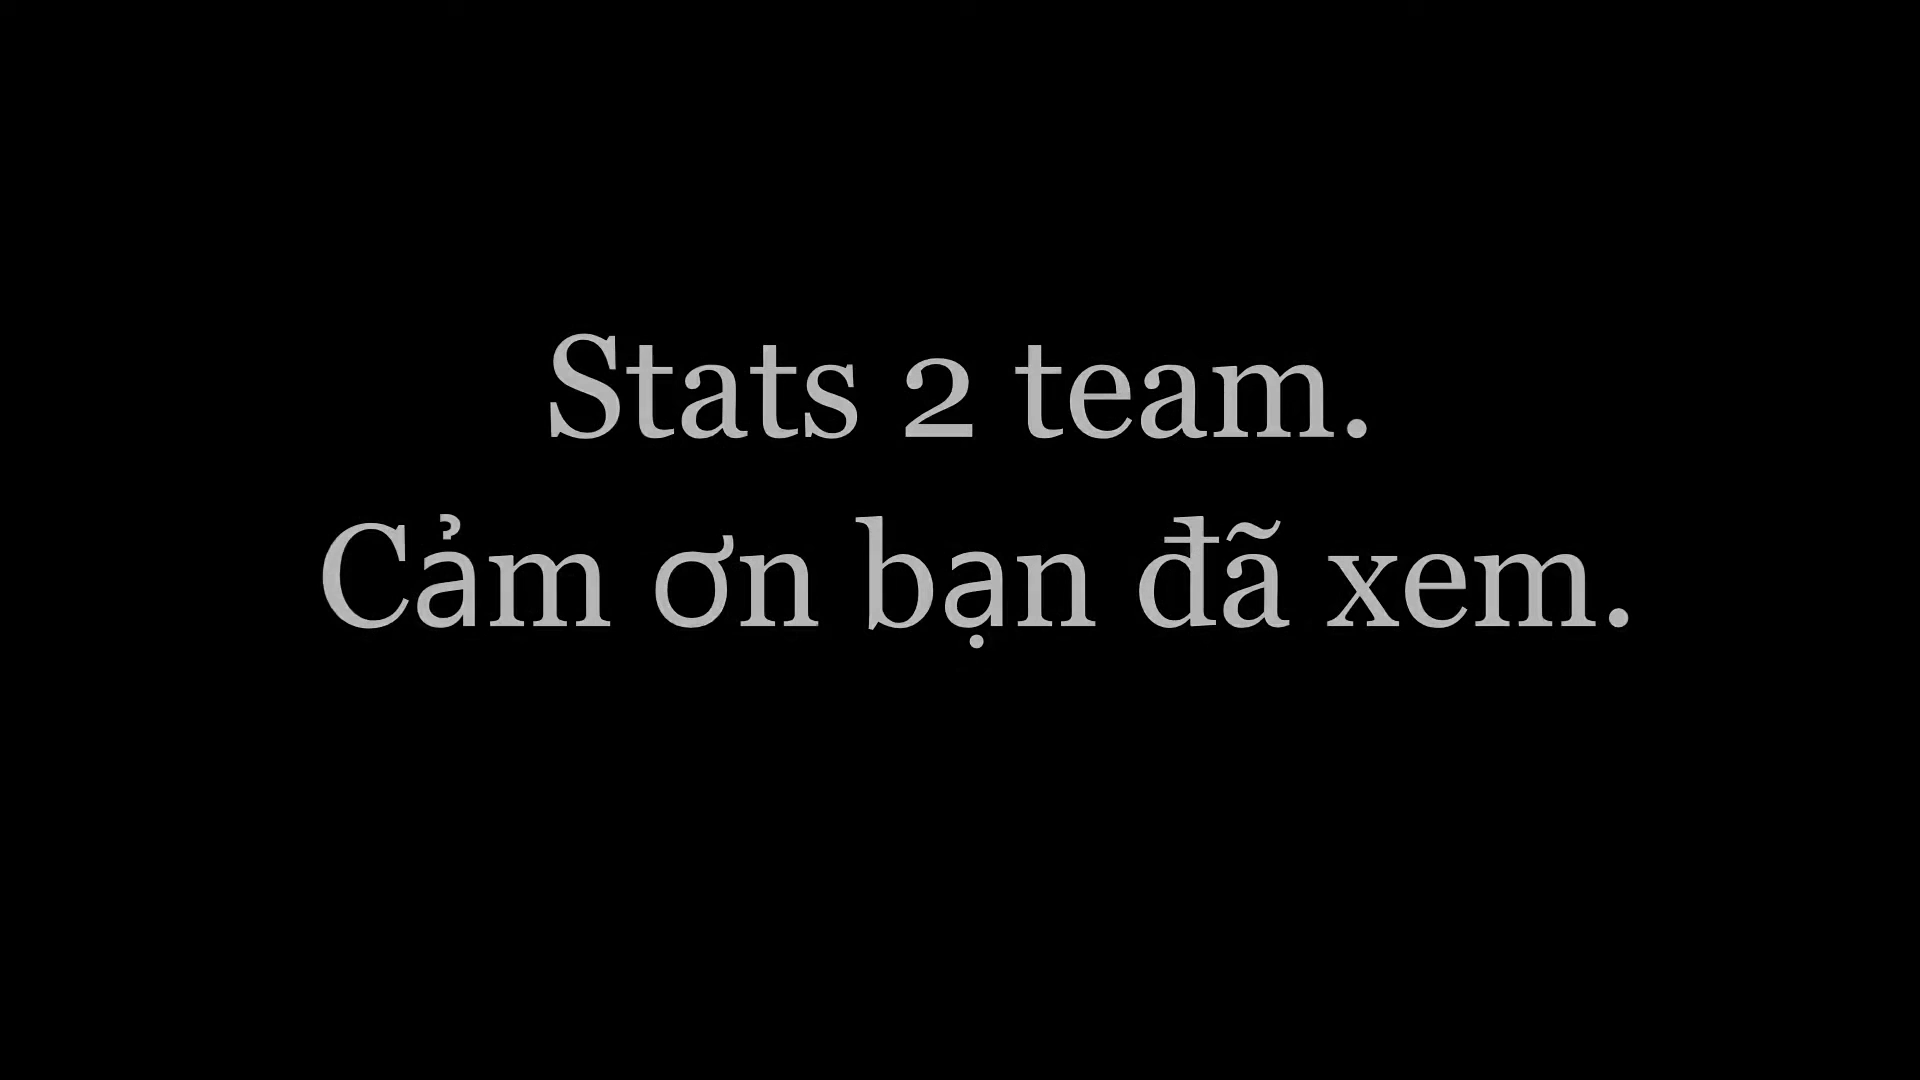 Stats 2 team.
Cảm ơn bạn đã xem.